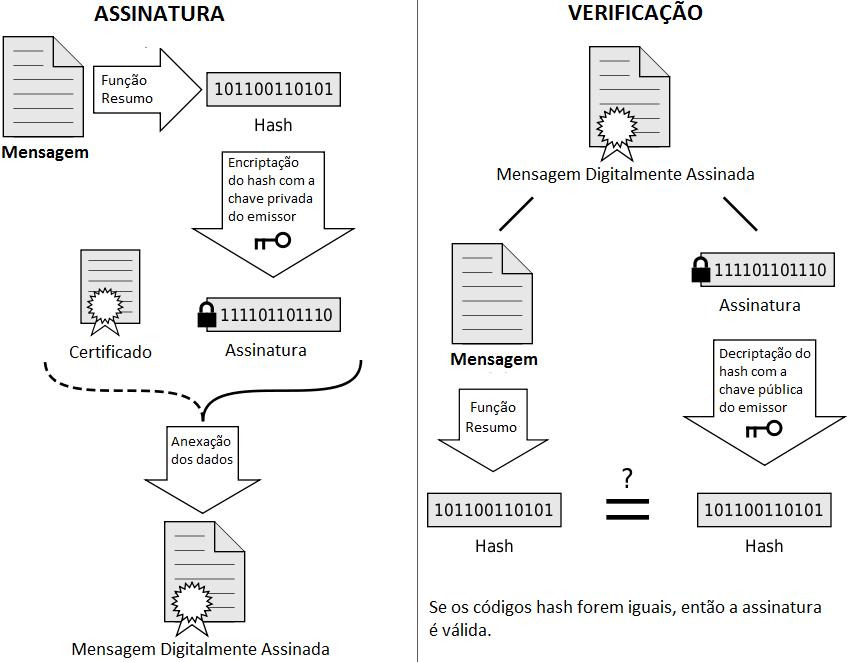 ASSINATURA
Mensagem
Função
Resumo
101100110101
Hash
Encriptação
do hash com a
chave privada
do emissor
Certificado
111101101110
Assinatura
Anexação
dos dados
Mensagem Digitalmente Assinada
VERIFICAÇÃO
Mensagem Digitalmente Assinada
Mensagem
111101101110
Assinatura
Função
Resumo
Decriptação do
hash com a
chave pública
do emissor
101100110101
Hash
?
101100110101
Hash
Se os códigos hash forem iguais, então a assinatura
é válida.